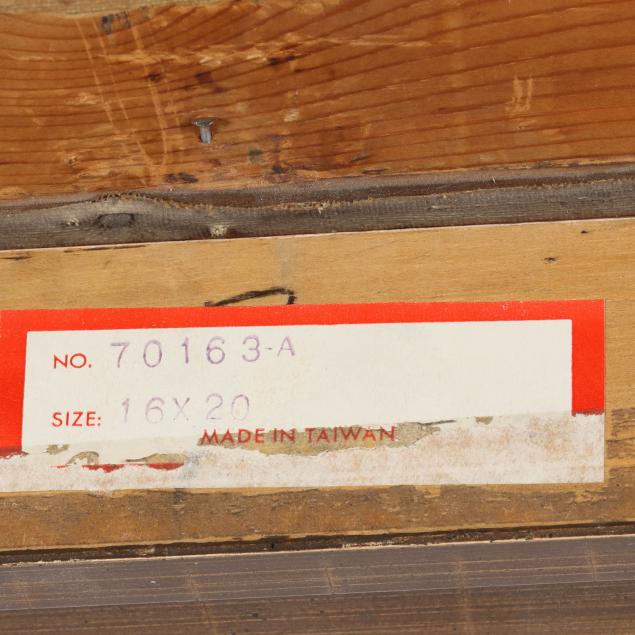 NO. 70163-A
SIZE: 16X20
MADE IN TAIWAN